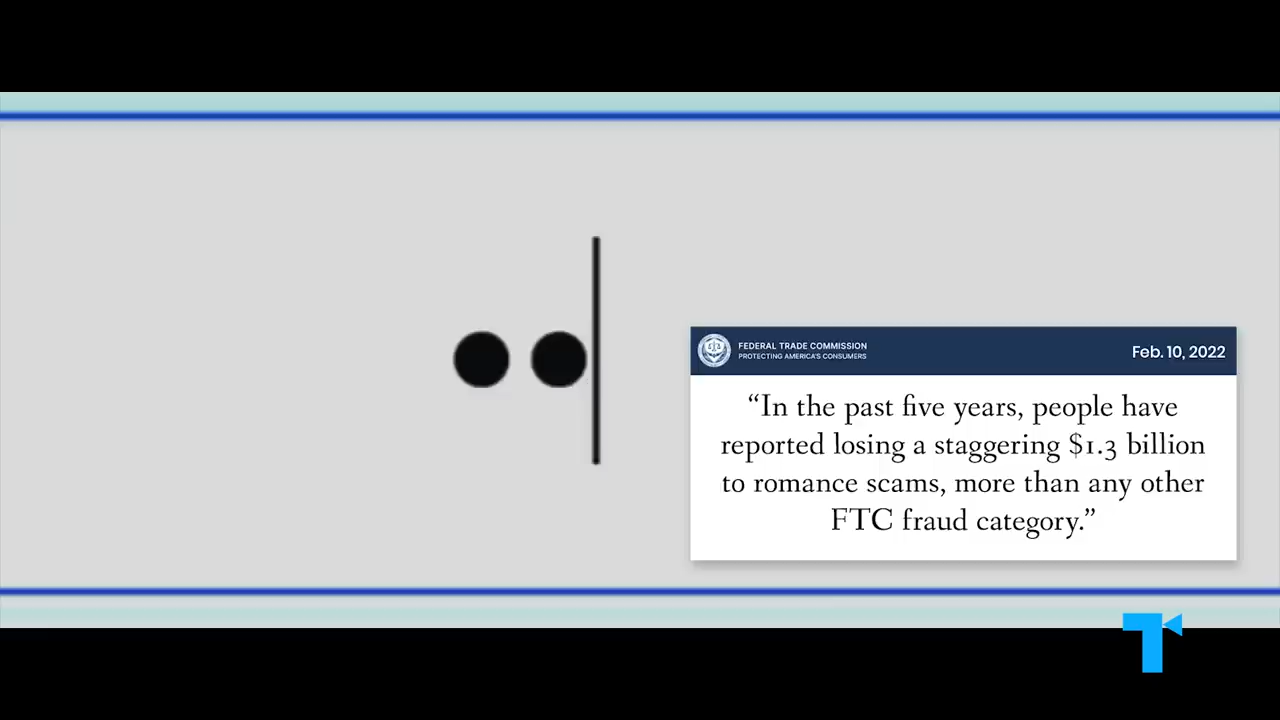 FEDERAL TRADE COMMISSION
PROTECTING AMERICA'S CONSUMERS
Feb. 10, 2022
“In the past five years, people have
reported losing a staggering $1.3 billion
to romance scams, more than any other
FTC fraud category.”